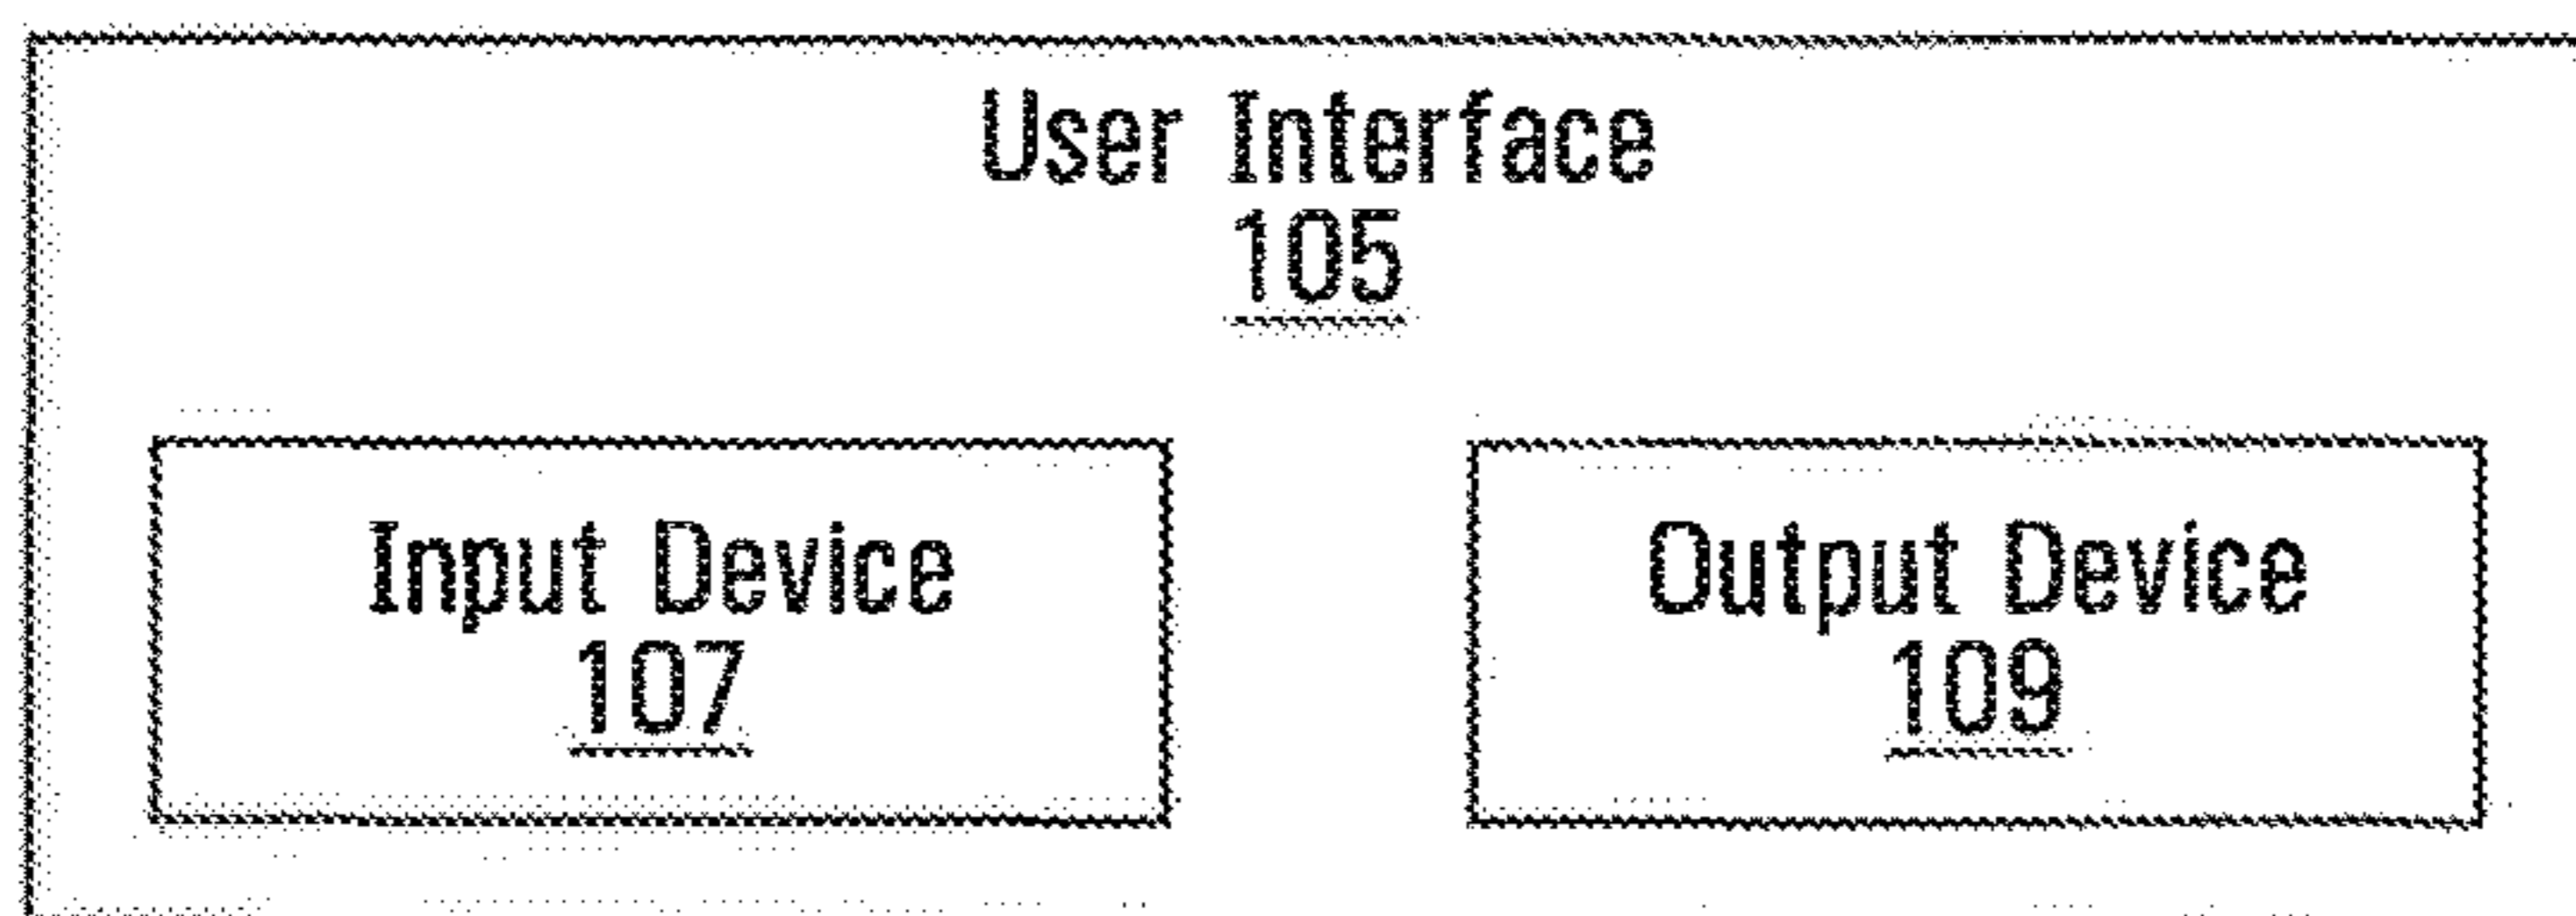 User Interface
105
Input Device
107
Output Device
109